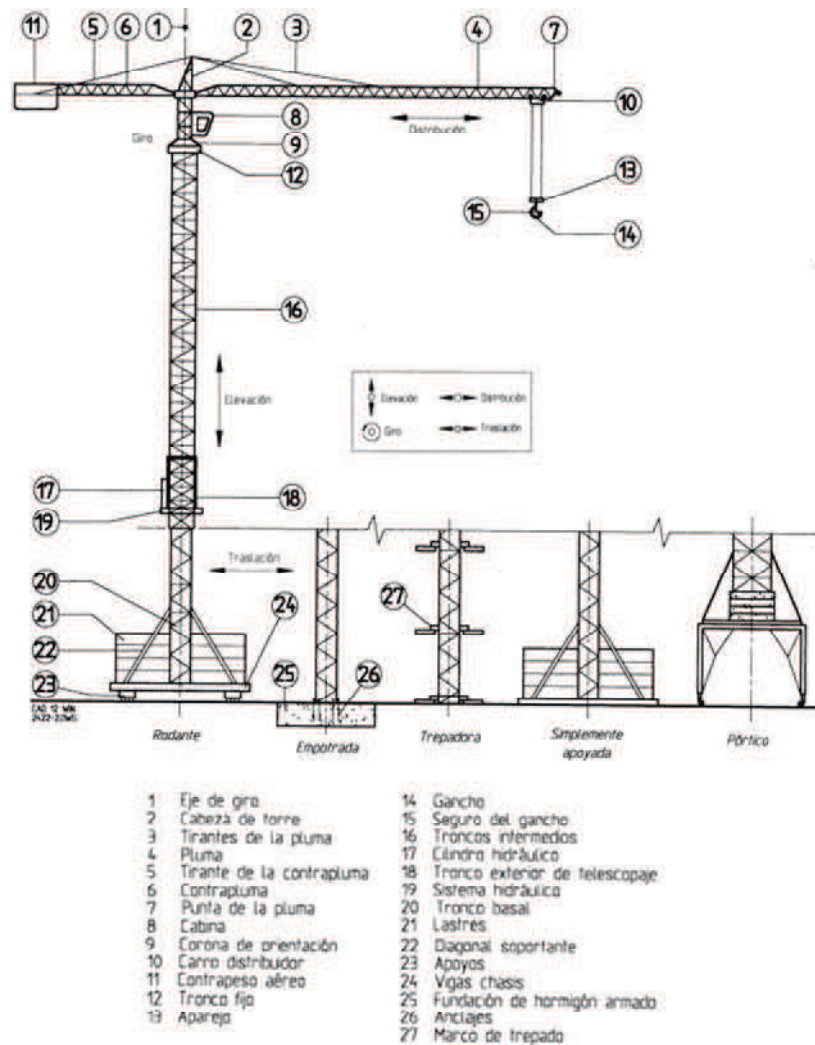 11 5 6 1 2 3 4 7
8 10
Giro 9 Distribución
12 13
15
14
16
Elevación
Elevación Distribución
Giro Traslación
17 18
19
Traslación
20
21 24 27
22
23 25 26
CAD 12 WIN
Rodante Empotrada Trepadora Simplemente Pórtico
apoyada
1 Eje de giro
2 Cabeza de torre
3 Tirantes de la pluma
4 Pluma
5 Tirante de la contrapluma
6 Contrapluma
7 Punta de la pluma
8 Cabina
9 Corona de orientación
10 Carro distribuidor
11 Contrapeso aéreo
12 Tronco fijo
13 Aparejo
14 Gancho
15 Seguro del gancho
16 Troncos intermedios
17 Cilindro hidráulico
18 Tronco exterior de telescopaje
19 Sistema hidráulico
20 Tronco basal
21 Lastres
22 Diagonal soportante
23 Apoyos
24 Vigas chasis
25 Fundación de hormigón armado
26 Anclajes
27 Marco de trepado